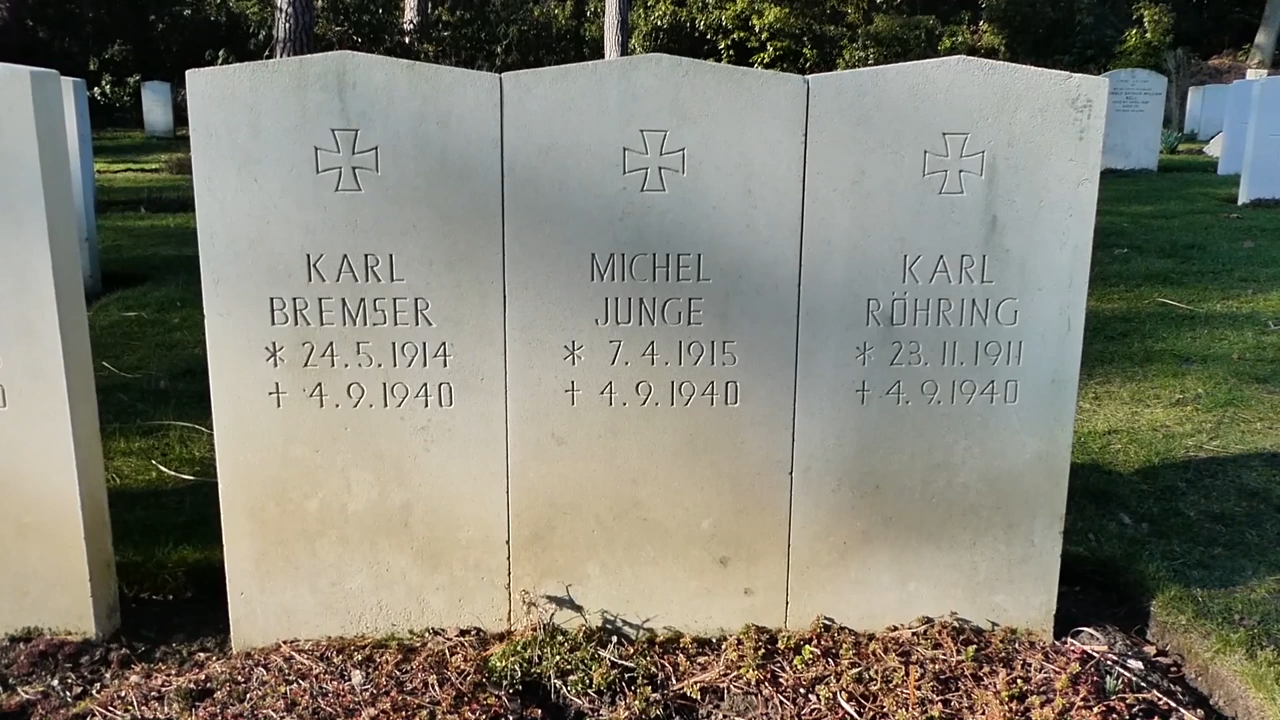 KARL
BREMSER
* 24.5.1914
† 4.9.1940
MICHEL
JUNGE
* 7.4.1915
† 4.9.1940
KARL
RÖHRING
* 23.11.1911
† 4.9.1940